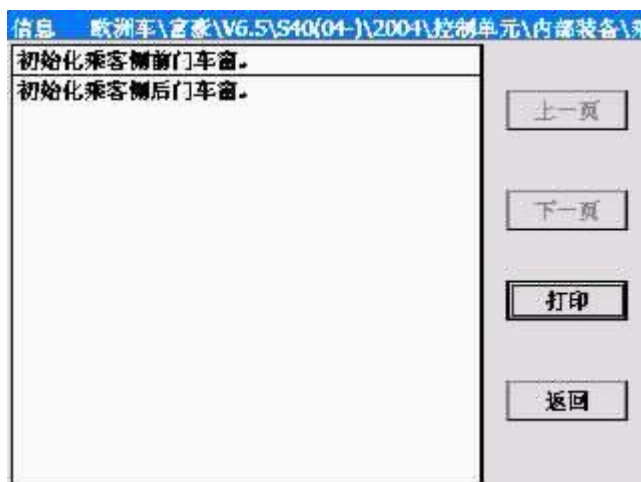 信息 欧洲车\富豪\V6.5\S40(04-)\2004\控制单元\内部装备\
初始化乘客侧前门车窗。
初始化乘客侧后门车窗。
上一页
下一页
打印
返回